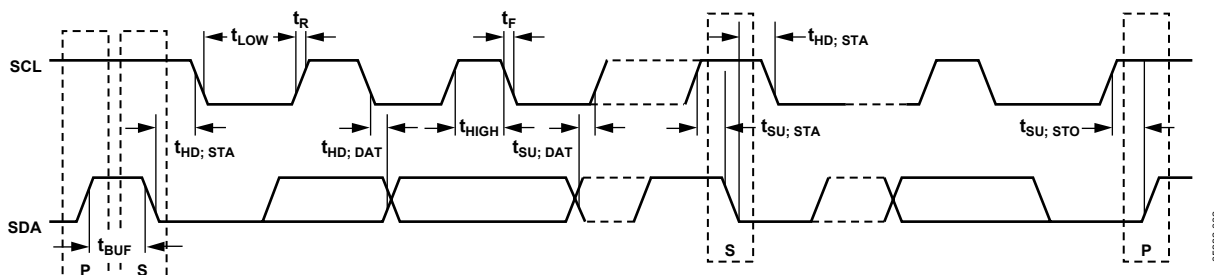 tR
tF
tLOW
tHD; STA
SCL
tHD; STA
tHD; DAT
tHIGH
tSU; DAT
tSU; STA
tSU; STO
SDA
tBUF
P
S
S
P